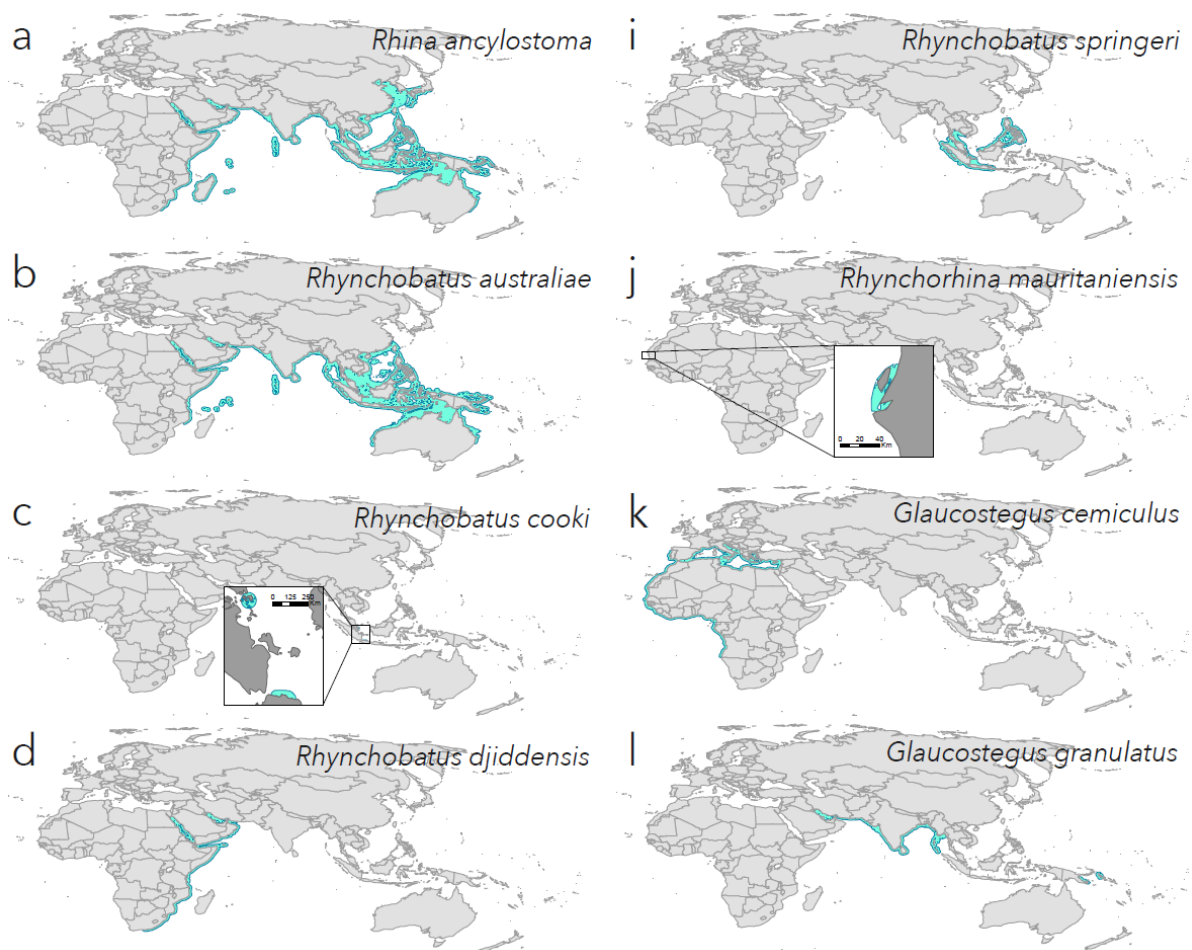 a
Rhina ancylostoma
b
Rhynchobatus australiae
c
Rhynchobatus cooki
0 125 250
Km
d
Rhynchobatus djiddensis
i
Rhynchobatus springeri
j
Rhynchorhina mauritaniensis
0 20 40
Km
k
Glaucostegus cemiculus
l
Glaucostegus granulatus